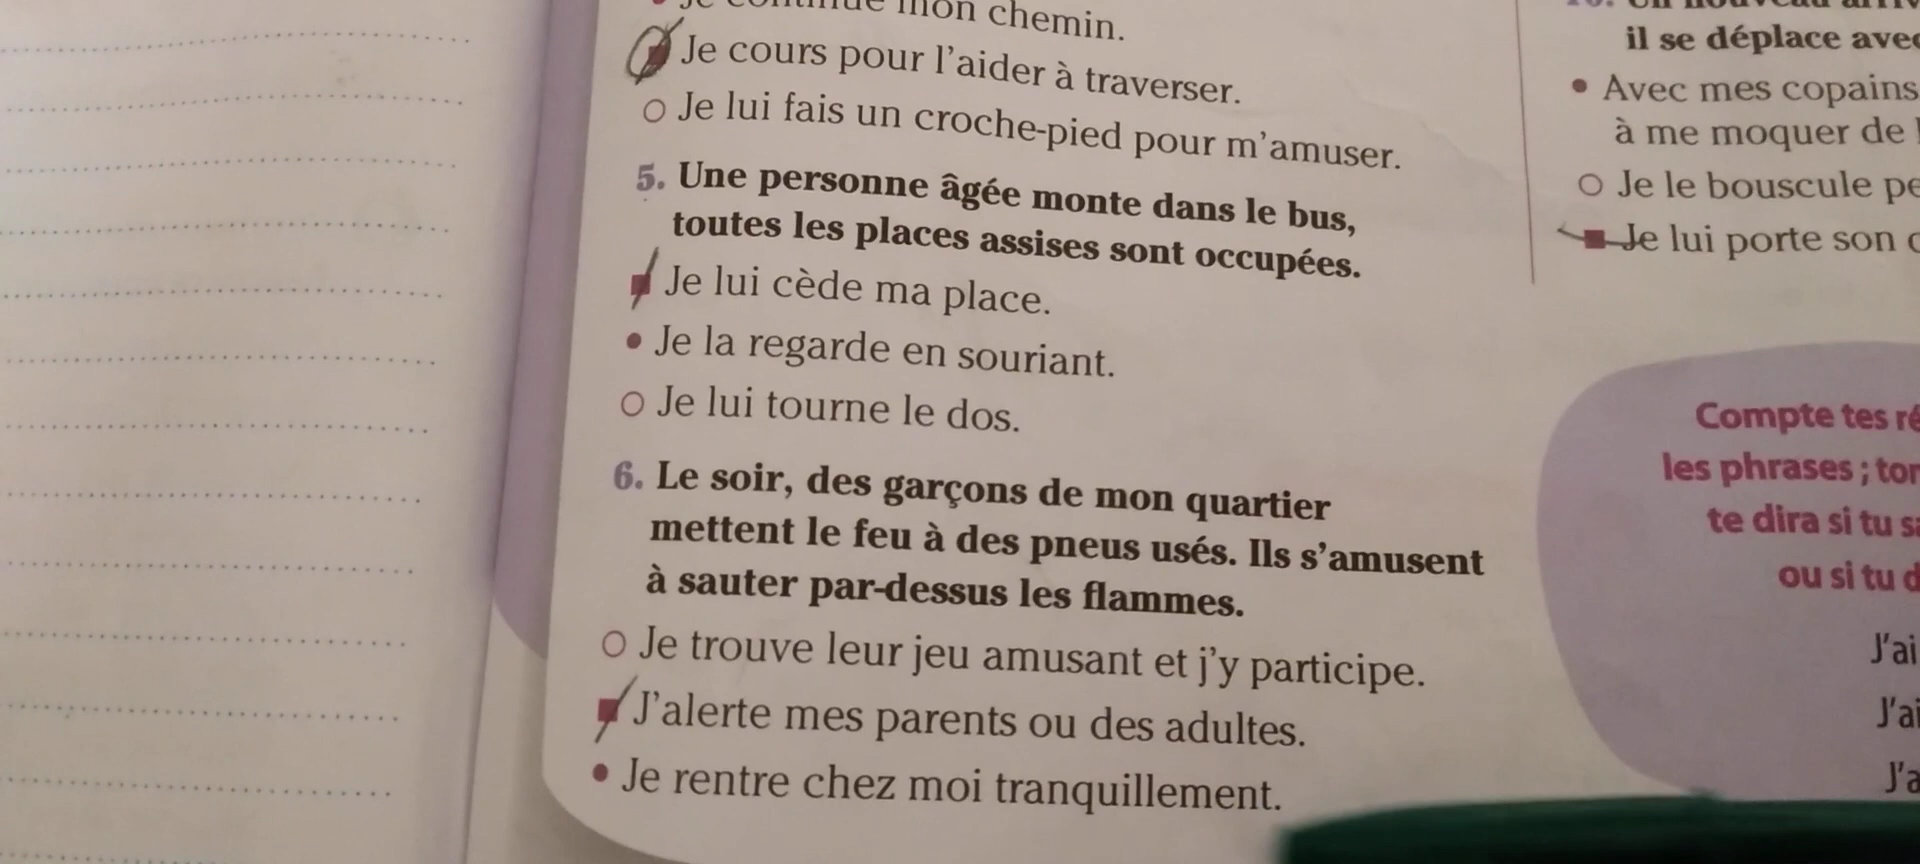 mon chemin.
Je cours pour l'aider à traverser.
Je lui fais un croche-pied pour m'amuser.
5. Une personne âgée monte dans le bus,
toutes les places assises sont occupées.
Je lui cède ma place.
Je la regarde en souriant.
Je lui tourne le dos.
6. Le soir, des garçons de mon quartier
mettent le feu à des pneus usés. Ils s'amusent
à sauter par-dessus les flammes.
Je trouve leur jeu amusant et j'y participe.
J'alerte mes parents ou des adultes.
Je rentre chez moi tranquillement.
il se déplace avec
Avec mes copains
à me moquer de
Je le bouscule
Je lui porte son
Compte tes
les phrases ;
te dira si tu
ou si tu
J'ai
J'ai